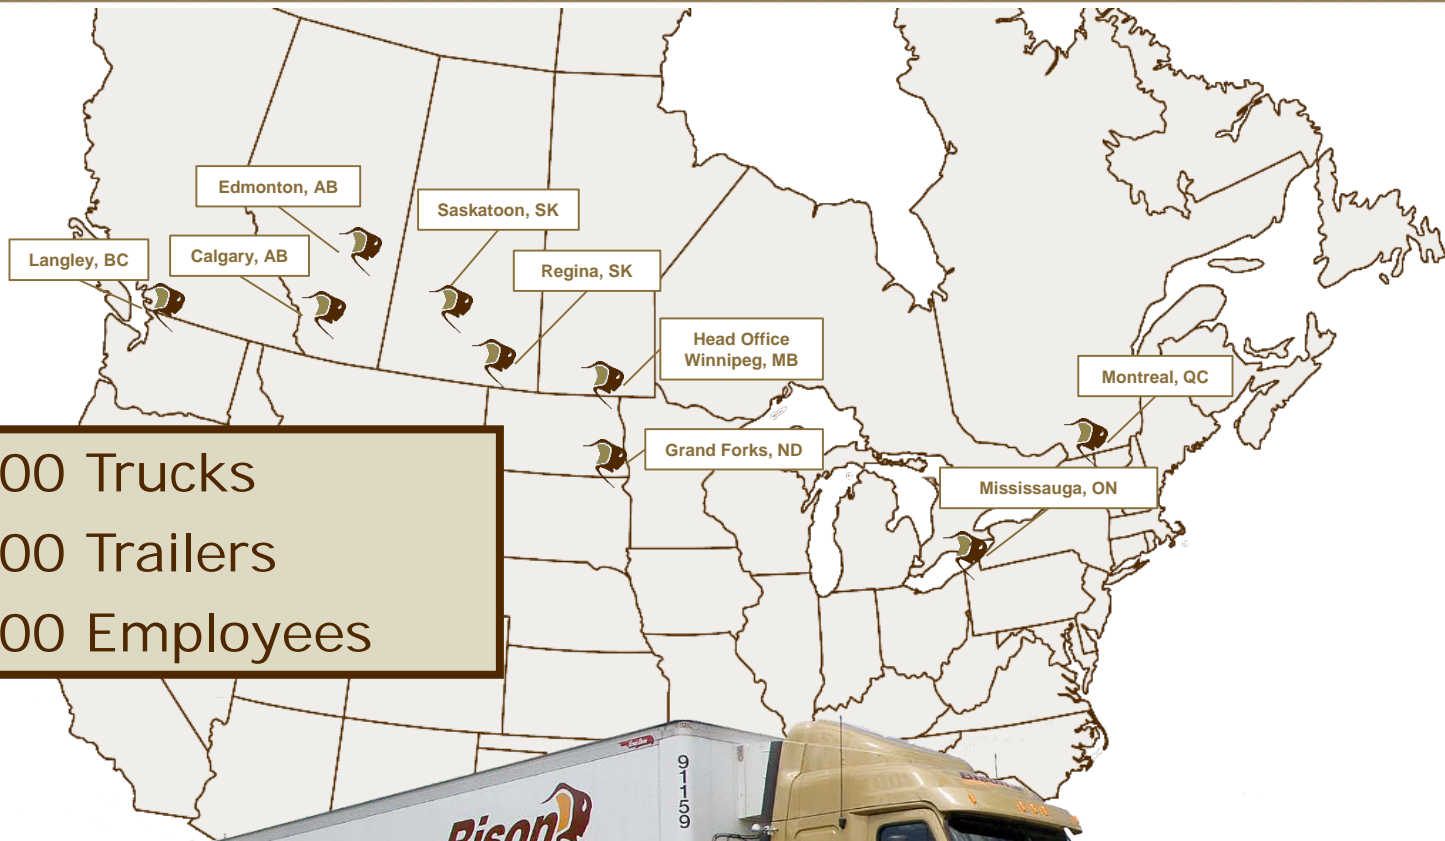 Edmonton, AB
Saskatoon, SK
Langley, BC
Calgary, AB
Regina, SK
Head Office
Winnipeg, MB
Montreal, QC
Grand Forks, ND
Mississauga, ON
00 Trucks
00 Trailers
00 Employees
91159
Bison